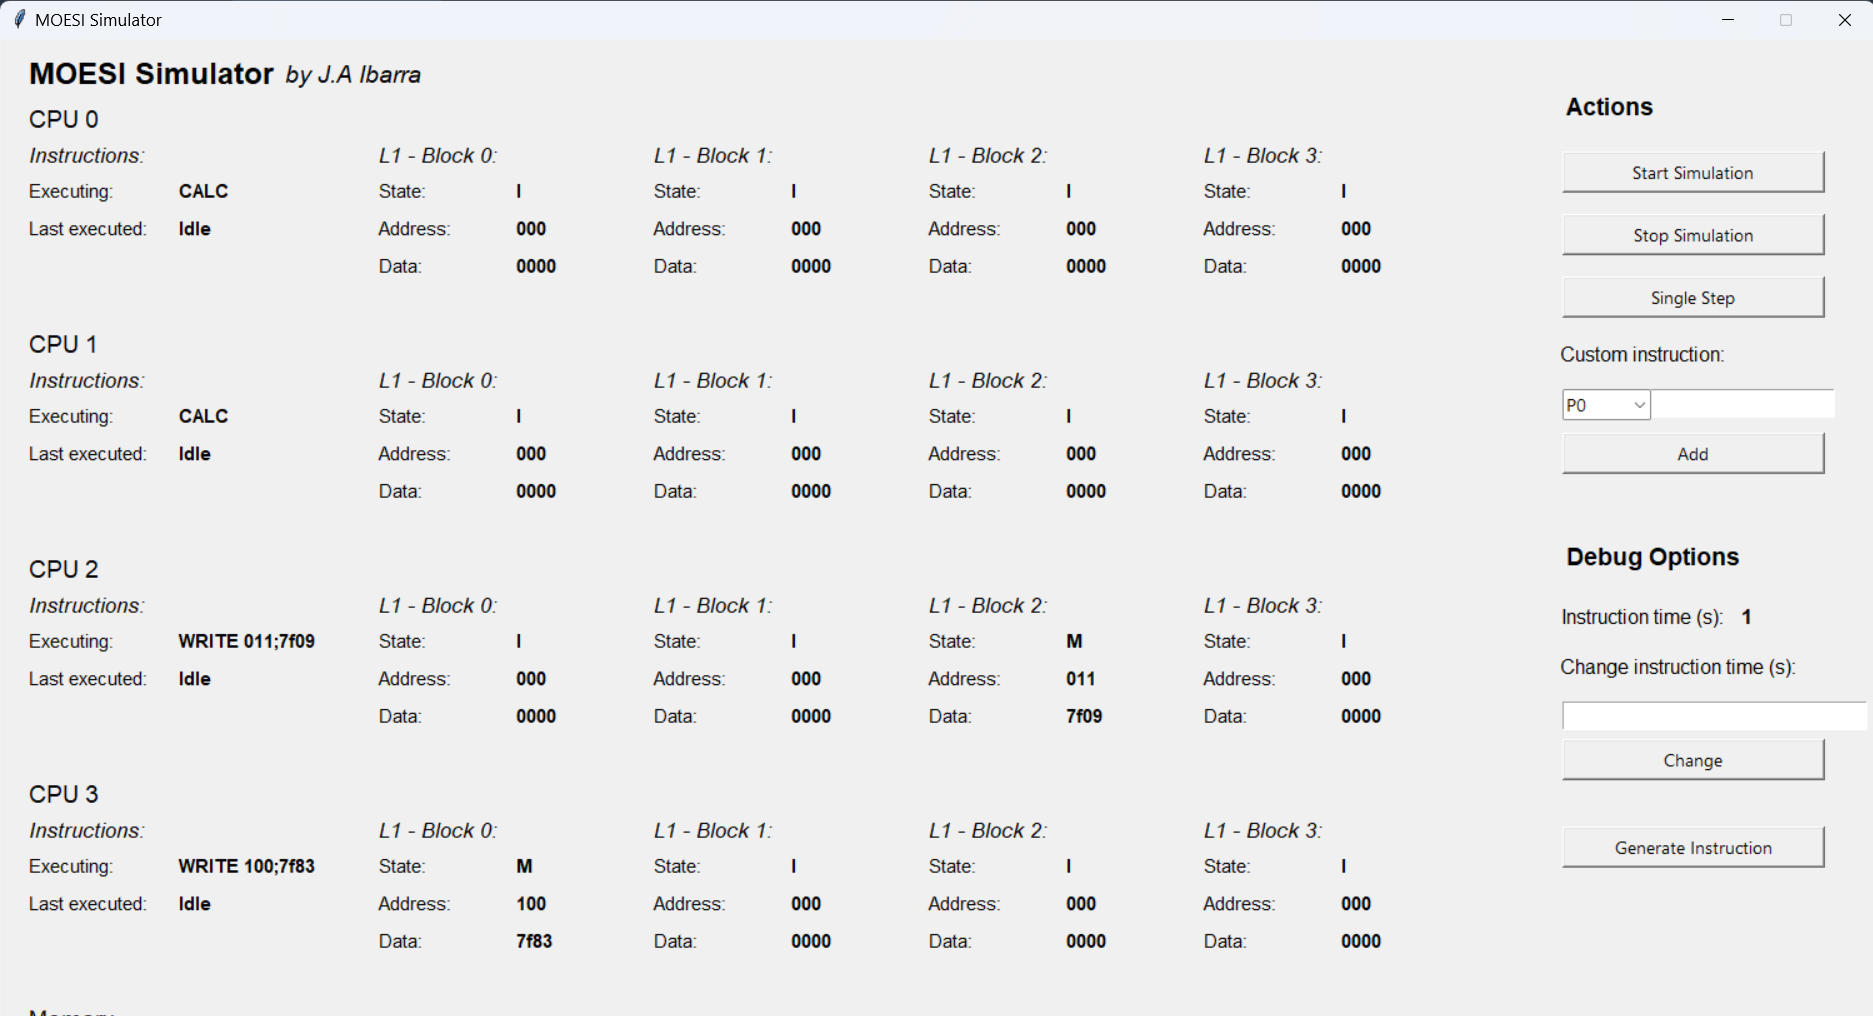 MOESI Simulator
MOESI Simulator by J.A Ibarra
CPU 0
Instructions: L1 - Block 0: L1 - Block 1: L1 - Block 2: L1 - Block 3:
Executing: CALC State: I State: I State: I State: I
Last executed: Idle Address: 000 Address: 000 Address: 000 Address: 000
Data: 0000 Data: 0000 Data: 0000 Data: 0000
CPU 1
Instructions: L1 - Block 0: L1 - Block 1: L1 - Block 2: L1 - Block 3:
Executing: CALC State: I State: I State: I State: I
Last executed: Idle Address: 000 Address: 000 Address: 000 Address: 000
Data: 0000 Data: 0000 Data: 0000 Data: 0000
CPU 2
Instructions: L1 - Block 0: L1 - Block 1: L1 - Block 2: L1 - Block 3:
Executing: WRITE 011;7f09 State: I State: I State: M State: I
Last executed: Idle Address: 000 Address: 000 Address: 011 Address: 000
Data: 0000 Data: 0000 Data: 7f09 Data: 0000
CPU 3
Instructions: L1 - Block 0: L1 - Block 1: L1 - Block 2: L1 - Block 3:
Executing: WRITE 100;7f83 State: M State: I State: I State: I
Last executed: Idle Address: 100 Address: 000 Address: 000 Address: 000
Data: 7f83 Data: 0000 Data: 0000 Data: 0000
Actions
Start Simulation
Stop Simulation
Single Step
Custom instruction:
P0
Add
Debug Options
Instruction time (s): 1
Change instruction time (s):
Change
Generate Instruction